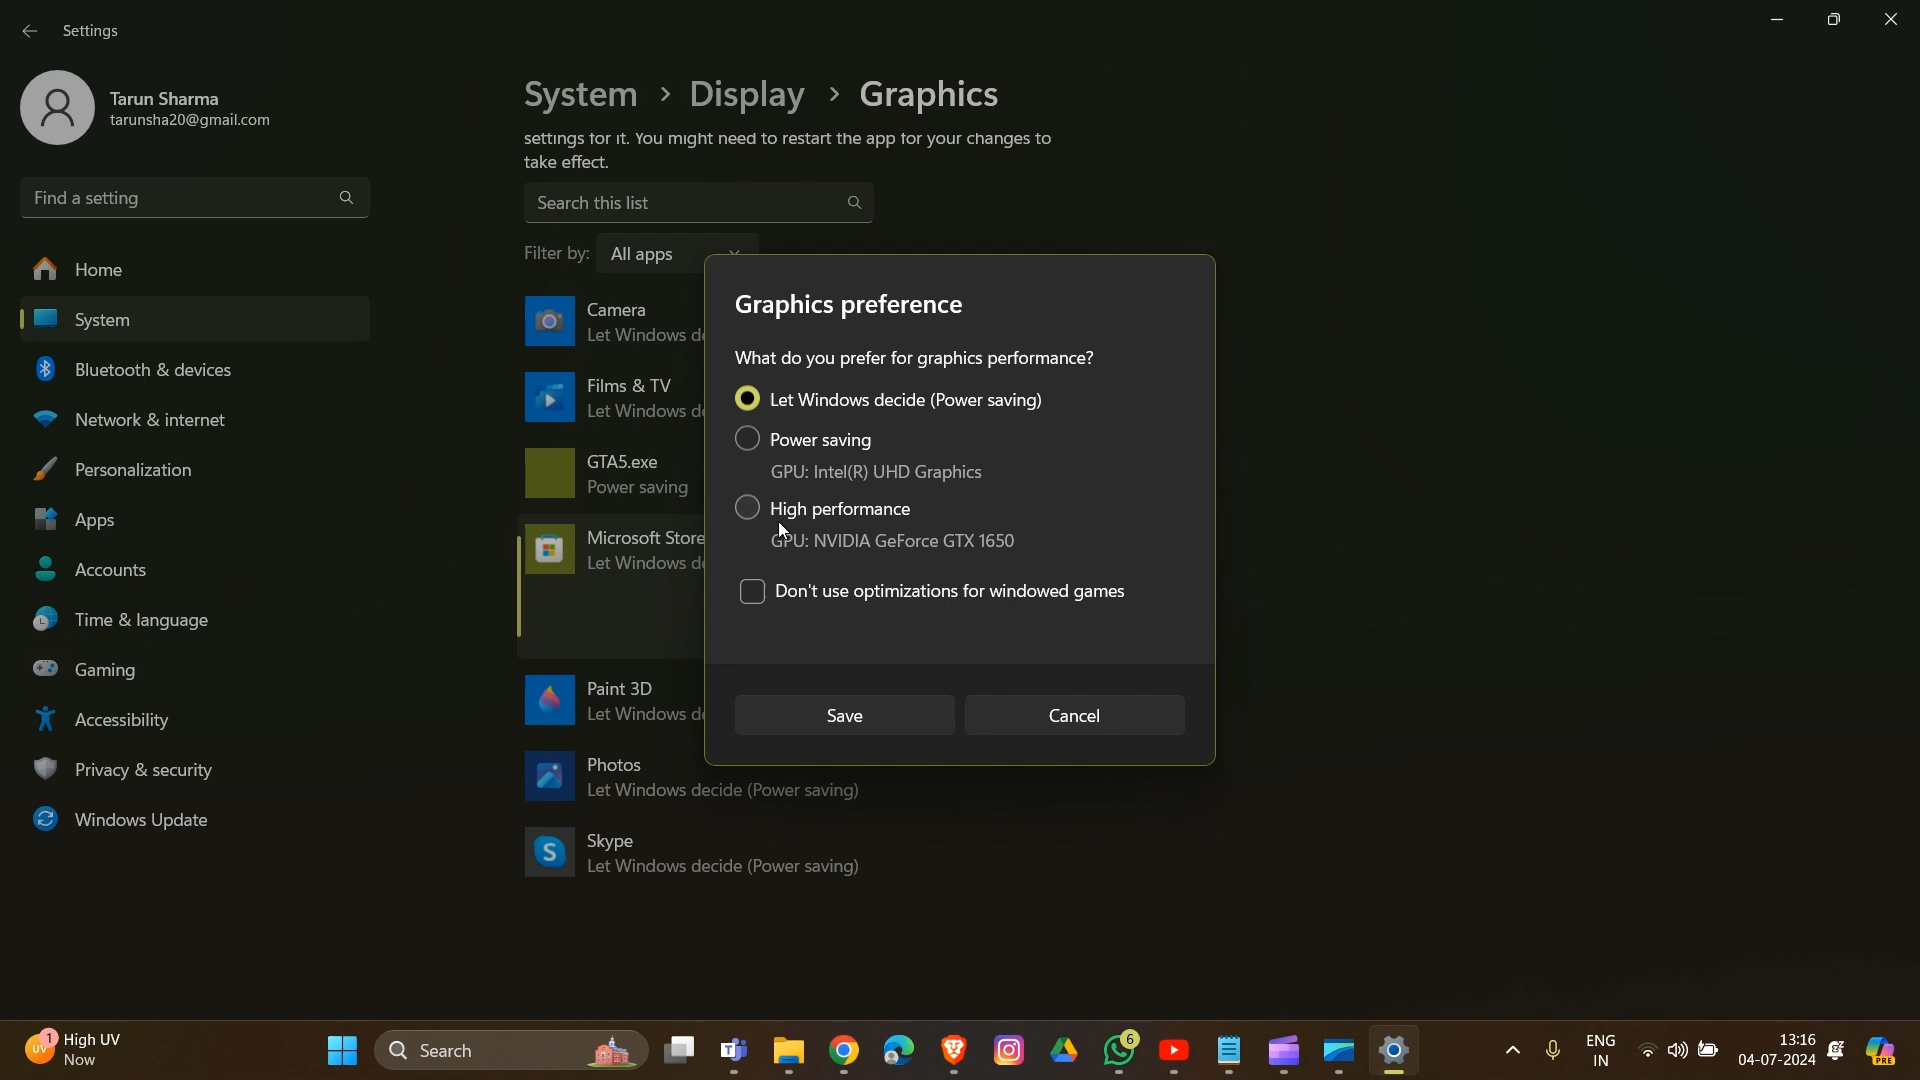 Settings
Tarun Sharma
tarunsha20@gmail.com
Find a setting
Home
System
Bluetooth & devices
Network & internet
Personalization
Apps
Accounts
Time & language
Gaming
Accessibility
Privacy & security
Windows Update
System > Display > Graphics
settings for it. You might need to restart the app for your changes to
take effect.
Search this list
Filter by: All apps
Camera
Let Windows de
Films & TV
Let Windows de
GTA5.exe
Power saving
Microsoft Store
Let Windows de
Paint 3D
Let Windows de
Photos
Let Windows decide (Power saving)
Skype
Let Windows decide (Power saving)
Graphics preference
What do you prefer for graphics performance?
Let Windows decide (Power saving)
Power saving
GPU: Intel(R) UHD Graphics
High performance
GPU: NVIDIA GeForce GTX 1650
Don't use optimizations for windowed games
Save
Cancel
UV
1
High UV
Now
Search
6
ENG
IN
13:16
04-07-2024
PRE